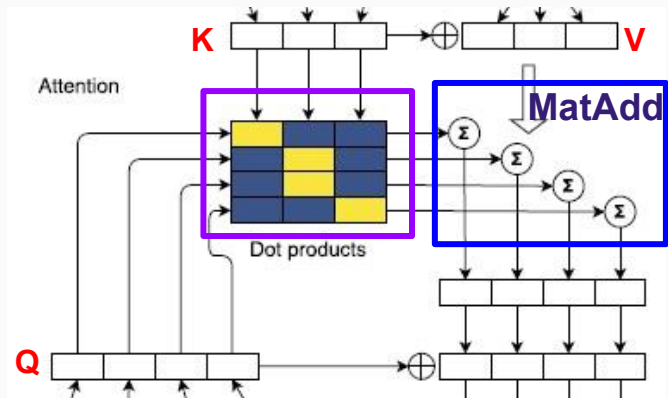 K
V
Attention
MatAdd
Σ
Σ
Σ
Σ
Dot products
Q